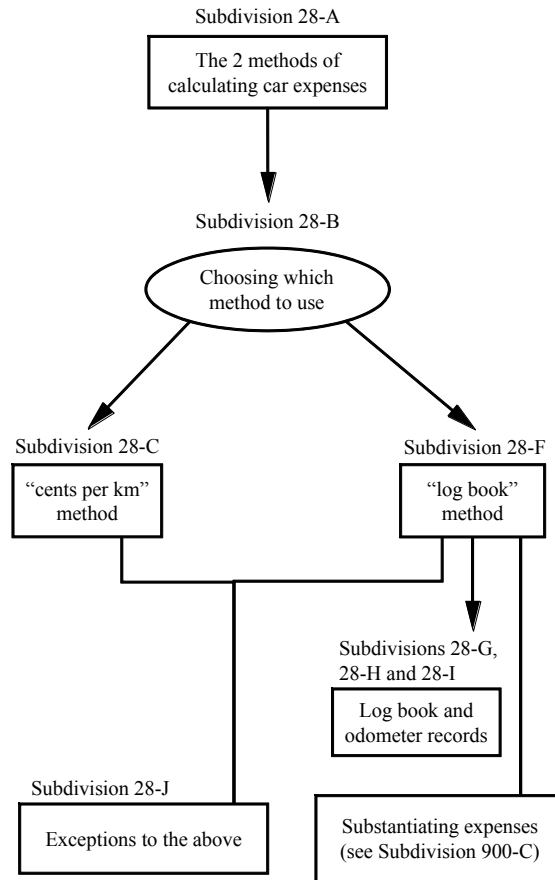 Subdivision 28-A
The 2 methods of
calculating car expenses
Subdivision 28-B
Choosing which
method to use
Subdivision 28-C
“cents per km”
method
Subdivision 28-F
“log book”
method
Subdivisions 28-G,
28-H and 28-I
Log book and
odometer records
Subdivision 28-J
Exceptions to the above
Substantiating expenses
(see Subdivision 900-C)